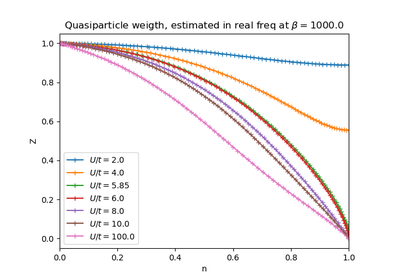 Quasiparticle weigth, estimated in real freq at β = 1000.0
Z
1.0
0.8
0.6
0.4
0.2
0.0
U/t = 2.0
U/t = 4.0
U/t = 5.85
U/t = 6.0
U/t = 8.0
U/t = 10.0
U/t = 100.0
0.0 0.2 0.4 0.6 0.8 1.0
n